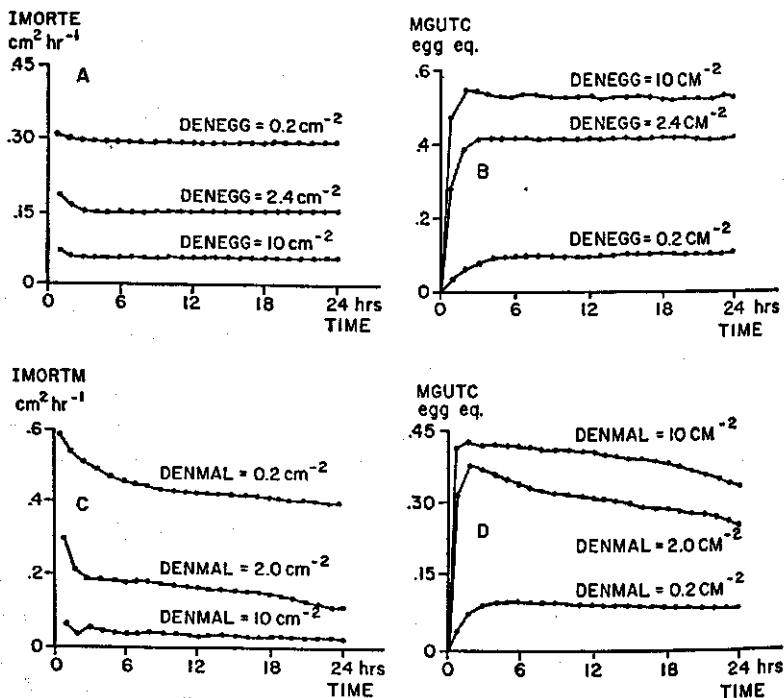 IMORTE
cm² hr⁻¹
A
.45
.30
.15
0
DENEGG = 0.2 cm⁻²
DENEGG = 2.4 cm⁻²
DENEGG = 10 cm⁻²
0 6 12 18 24 hrs
TIME
MGUTC
egg eq.
B
.6
.4
.2
0
DENEGG = 10 CM⁻²
DENEGG = 2.4 CM⁻²
DENEGG = 0.2 CM⁻²
0 6 12 18 24 hrs
TIME
IMORTM
cm² hr⁻¹
C
.6
.4
.2
0
DENMAL = 0.2 cm⁻²
DENMAL = 2.0 cm⁻²
DENMAL = 10 cm⁻²
0 6 12 18 24 hrs
TIME
MGUTC
egg eq.
D
.45
.30
.15
0
DENMAL = 10 CM⁻²
DENMAL = 2.0 CM⁻²
DENMAL = 0.2 CM⁻²
0 6 12 18 24 hrs
TIME